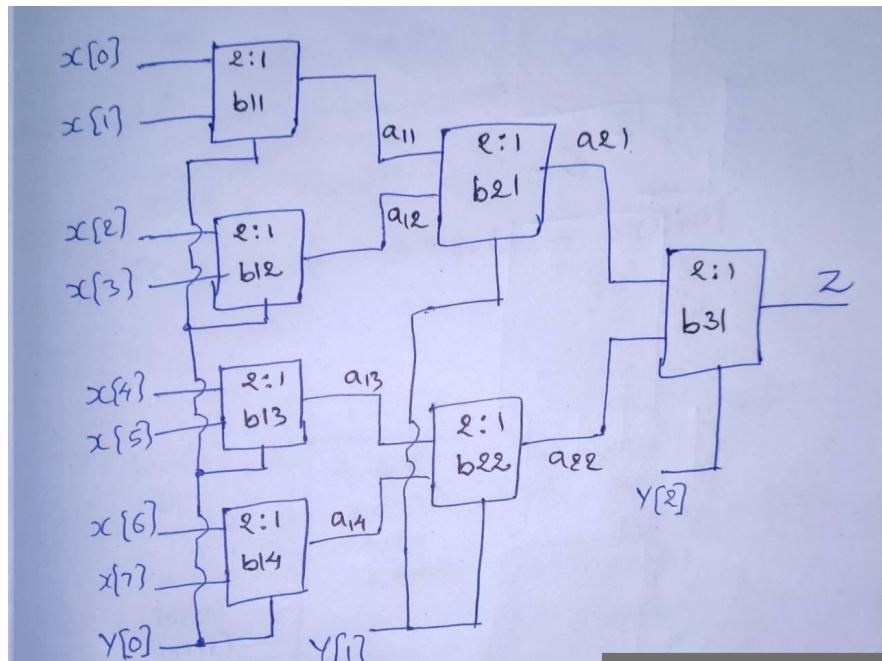 x[0]
2:1
b11
x[1]
a11
2:1
a21
b21
x[2]
2:1
a12
b12
x[3]
2:1
Z
b31
x[4]
2:1
a13
b13
x[5]
2:1
b22
a22
x[6]
2:1
a14
Y[2]
b14
x[7]
Y[0]
Y[1]